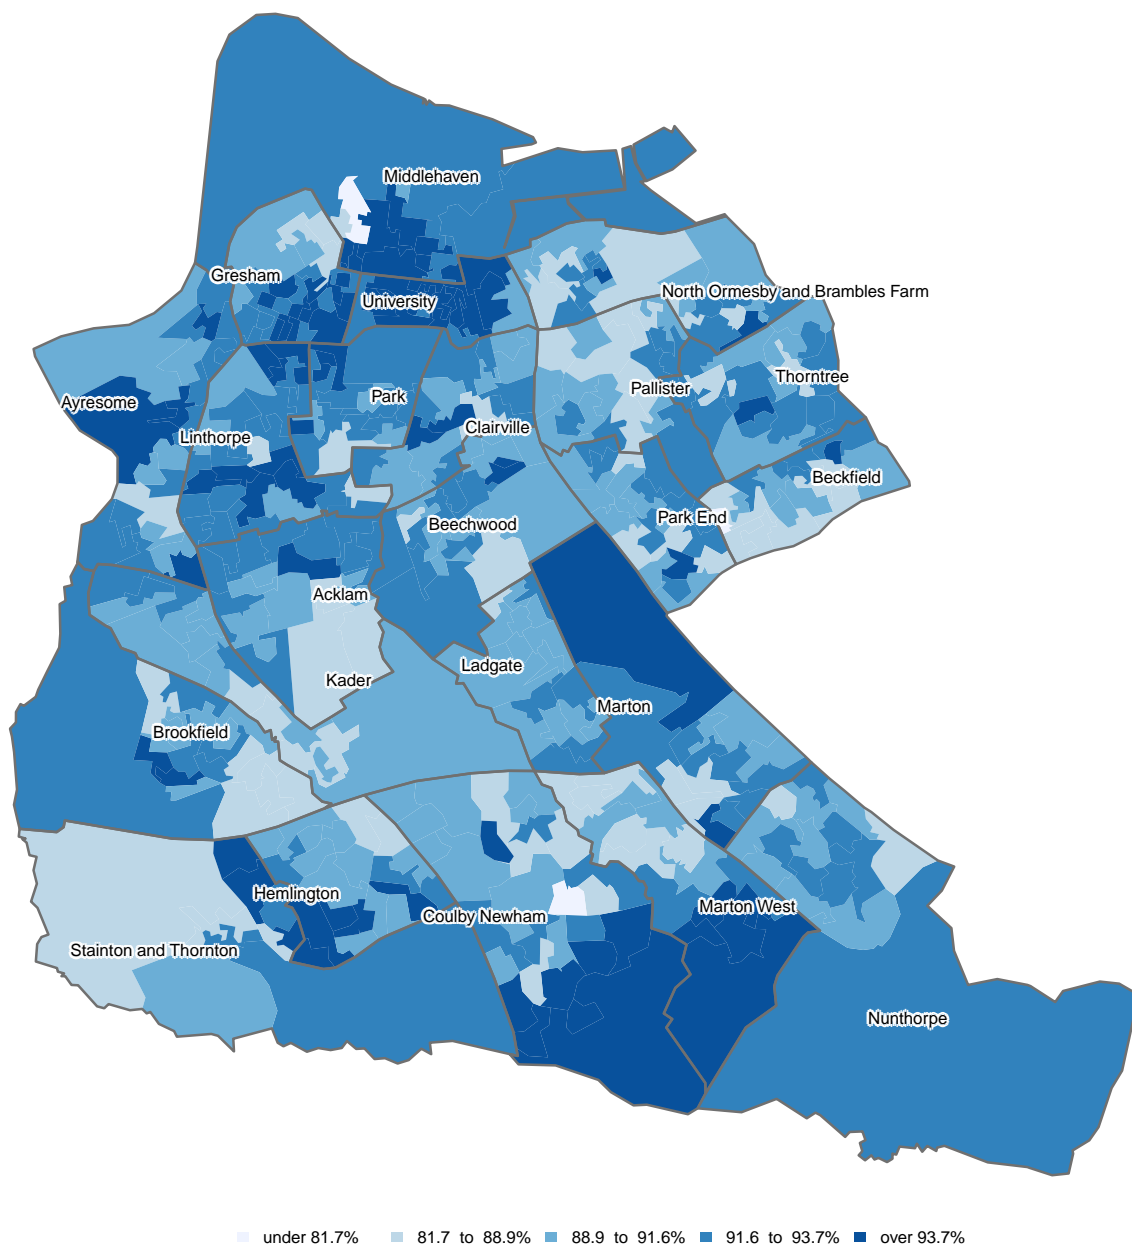 Middlehaven
Gresham
University
North Ormesby and Brambles Farm
Thorntree
Pallister
Park
Ayresome
Linthorpe
Clairville
Beckfield
Park End
Beechwood
Acklam
Ladgate
Kader
Marton
Brookfield
Hemlington
Marton West
Coulby Newham
Stainton and Thornton
Nunthorpe
under 81.7% 81.7 to 88.9% 88.9 to 91.6% 91.6 to 93.7% over 93.7%